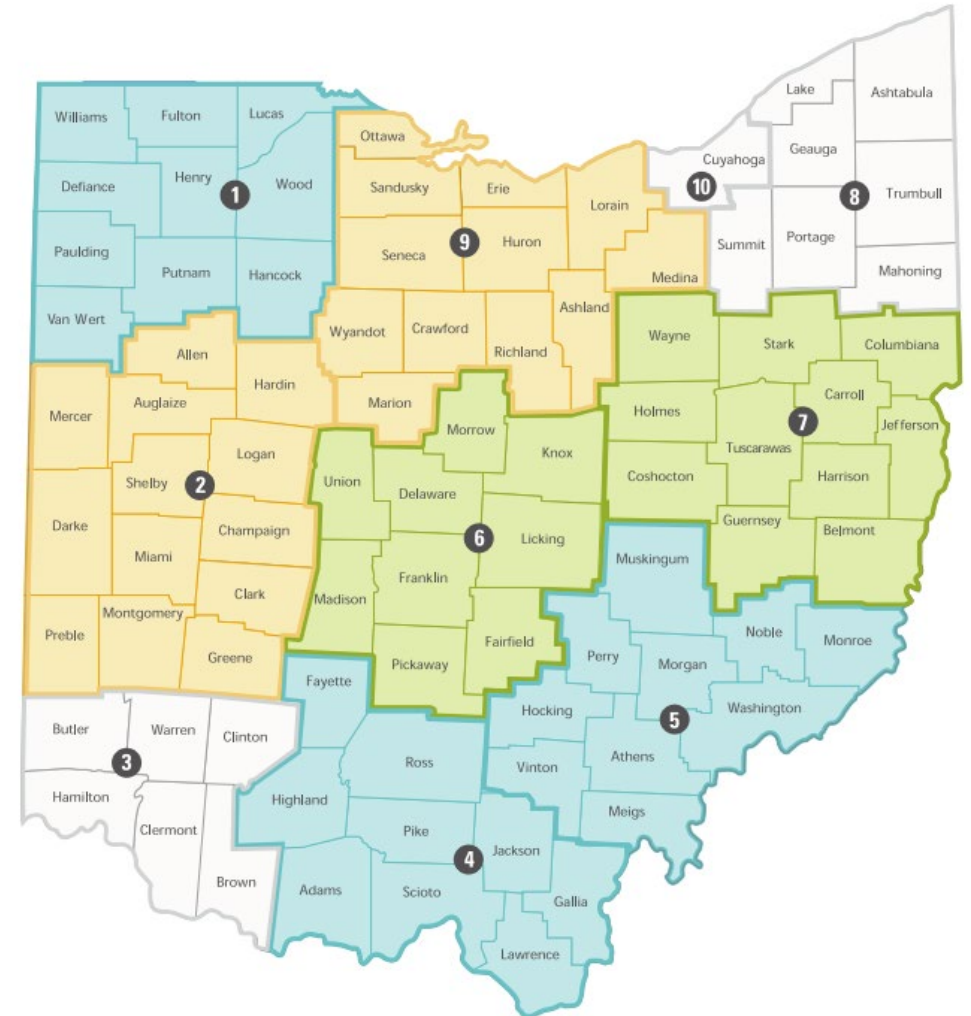 Lake
Ashtabula
Williams
Fulton
Lucas
Ottawa
Geauga
Cuyahoga
Defiance
Henry
Wood
1
Sandusky
Erie
10
8
Trumbull
Lorain
Paulding
Putnam
Hancock
Seneca
9
Huron
Summit
Portage
Medina
Mahoning
Van Wert
Wyandot
Crawford
Ashland
Richland
Wayne
Stark
Columbiana
Allen
Hardin
Marion
Mercer
Auglaize
Morrow
Holmes
Carroll
7
Jefferson
Logan
Knox
Tuscarawas
Shelby
2
Union
Delaware
Coshocton
Harrison
Darke
Champaign
6
Licking
Guernsey
Belmont
Miami
Muskingum
Clark
Madison
Franklin
Preble
Montgomery
Greene
Pickaway
Fairfield
Perry
Morgan
Noble
Monroe
Fayette
Hocking
5
Washington
Butler
Warren
Clinton
3
Ross
Vinton
Athens
Hamilton
Highland
Meigs
Clermont
Pike
Jackson
4
Brown
Adams
Scioto
Gallia
Lawrence